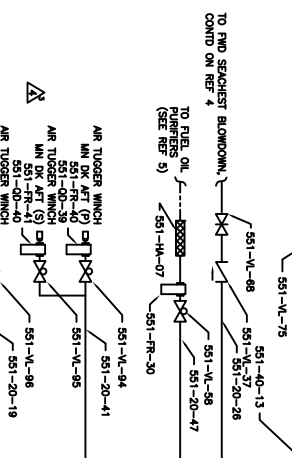 TO FWD SEACHEST BLOWDOWN,
CONTD ON REF 4
551-VL-75
551-VL-68
551-VL-37
551-40-13
551-20-26
TO FUEL OIL
PURIFIERS
(SEE REF 5)
551-HA-07
551-FR-30
551-VL-58
551-20-47
AIR TUGGER WINCH
MN DK AFT (P)
551-FR-40
551-QD-39
551-VL-94
551-20-41
3
4
AIR TUGGER WINCH
MN DK AFT (S)
551-FR-41
551-QD-40
551-VL-95
AIR TUGGER WINCH
551-VL-96
551-20-19